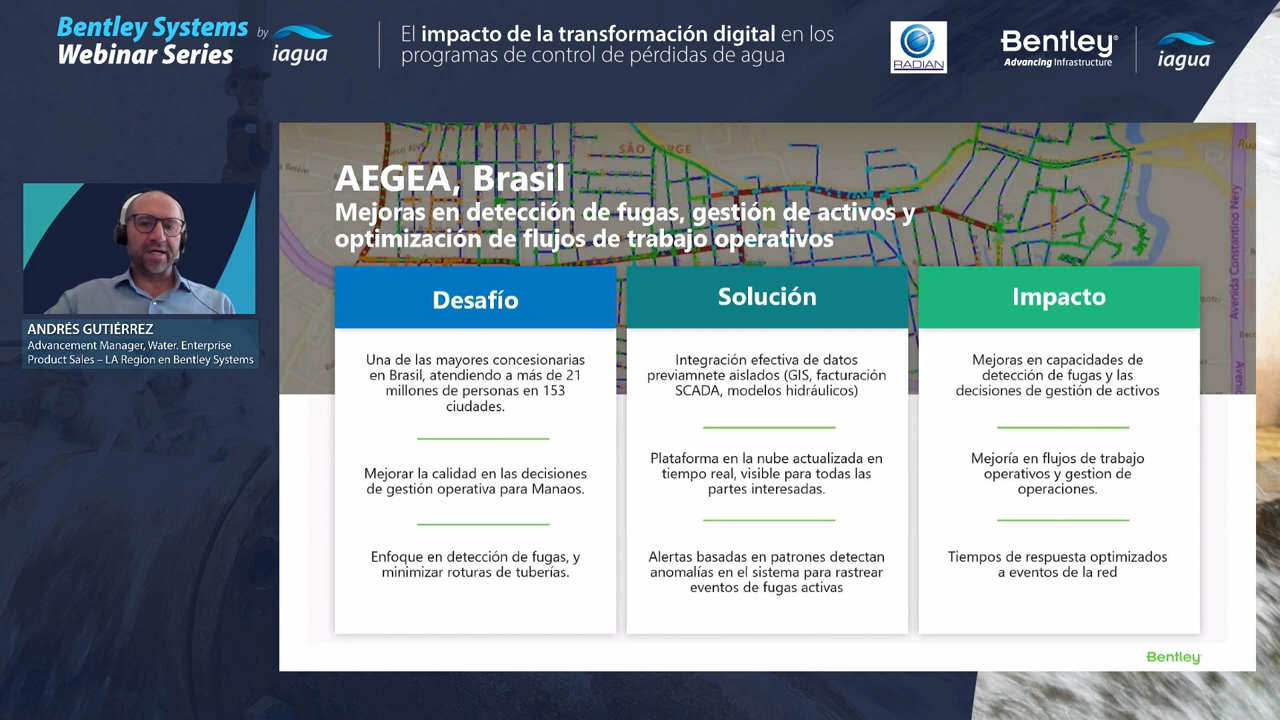 Bentley Systems
Webinar Series
by
iagua
El impacto de la transformación digital en los
programas de control de pérdidas de agua
RADIAN
Bentley®
Advancing Infrastructure
iagua
SÃO JORGE
Avenida Constantino Nery
AEGEA, Brasil
Mejoras en detección de fugas, gestión de activos y
optimización de flujos de trabajo operativos
ANDRÉS GUTIÉRREZ
Advancement Manager, Water. Enterprise
Product Sales – LA Region en Bentley Systems
Desafío
Una de las mayores concesionarias
en Brasil, atendiendo a más de 21
millones de personas en 153
ciudades.
Mejorar la calidad en las decisiones
de gestión operativa para Manaos.
Enfoque en detección de fugas, y
minimizar roturas de tuberías.
Solución
Integración efectiva de datos
previamnete aislados (GIS, facturación
SCADA, modelos hidráulicos)
Plataforma en la nube actualizada en
tiempo real, visible para todas las
partes interesadas.
Alertas basadas en patrones detectan
anomalías en el sistema para rastrear
eventos de fugas activas
Impacto
Mejoras en capacidades de
detección de fugas y las
decisiones de gestión de activos
Mejoría en flujos de trabajo
operativos y gestion de
operaciones.
Tiempos de respuesta optimizados
a eventos de la red
Bentley